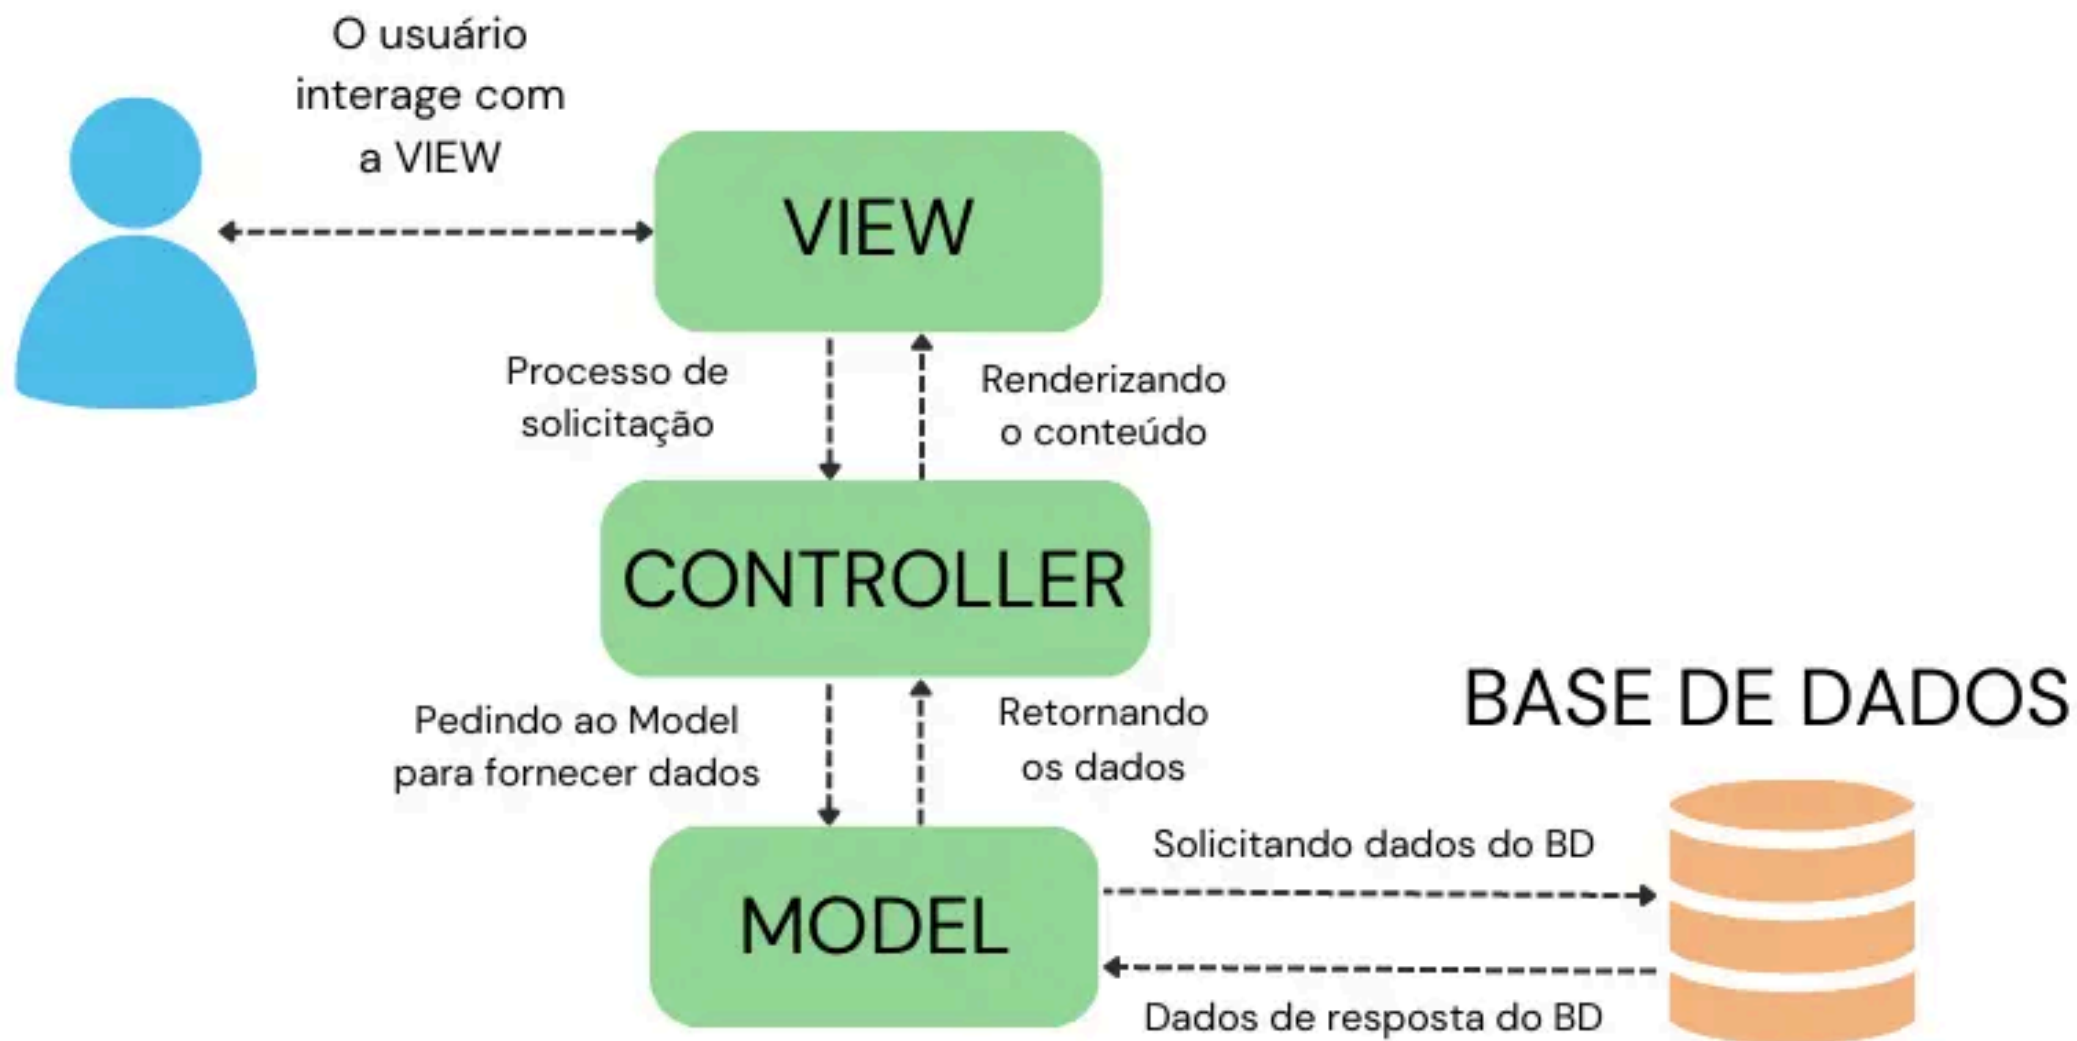 O usuário
interage com
a VIEW
VIEW
Processo de
solicitação
Renderizando
o conteúdo
CONTROLLER
Pedindo ao Model
para fornecer dados
Retornando
os dados
BASE DE DADOS
MODEL
Solicitando dados do BD
Dados de resposta do BD